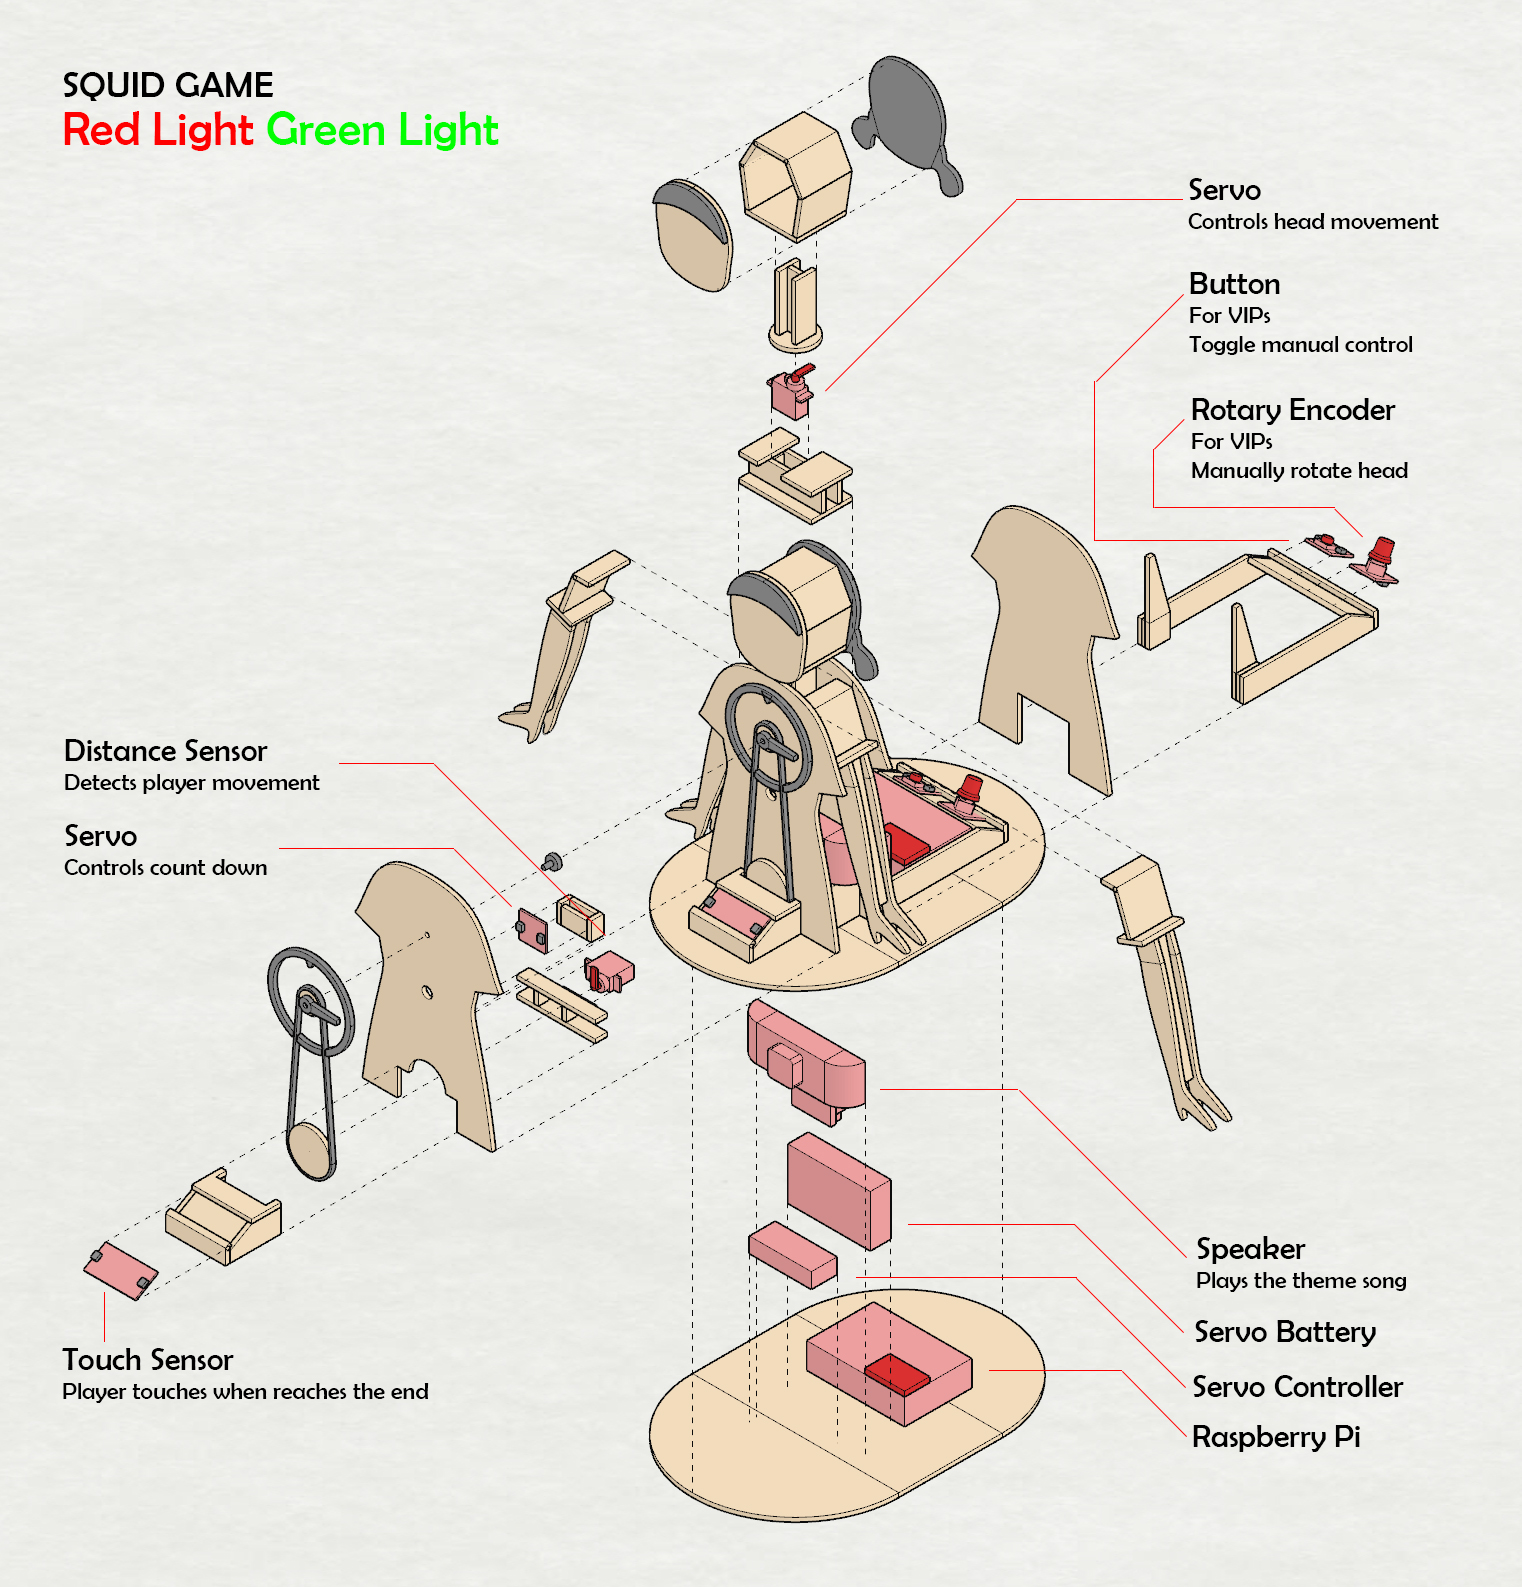 SQUID GAME
Red Light Green Light
Servo
Controls head movement
Button
For VIPs
Toggle manual control
Rotary Encoder
For VIPs
Manually rotate head
Distance Sensor
Detects player movement
Servo
Controls count down
Touch Sensor
Player touches when reaches the end
Speaker
Plays the theme song
Servo Battery
Servo Controller
Raspberry Pi